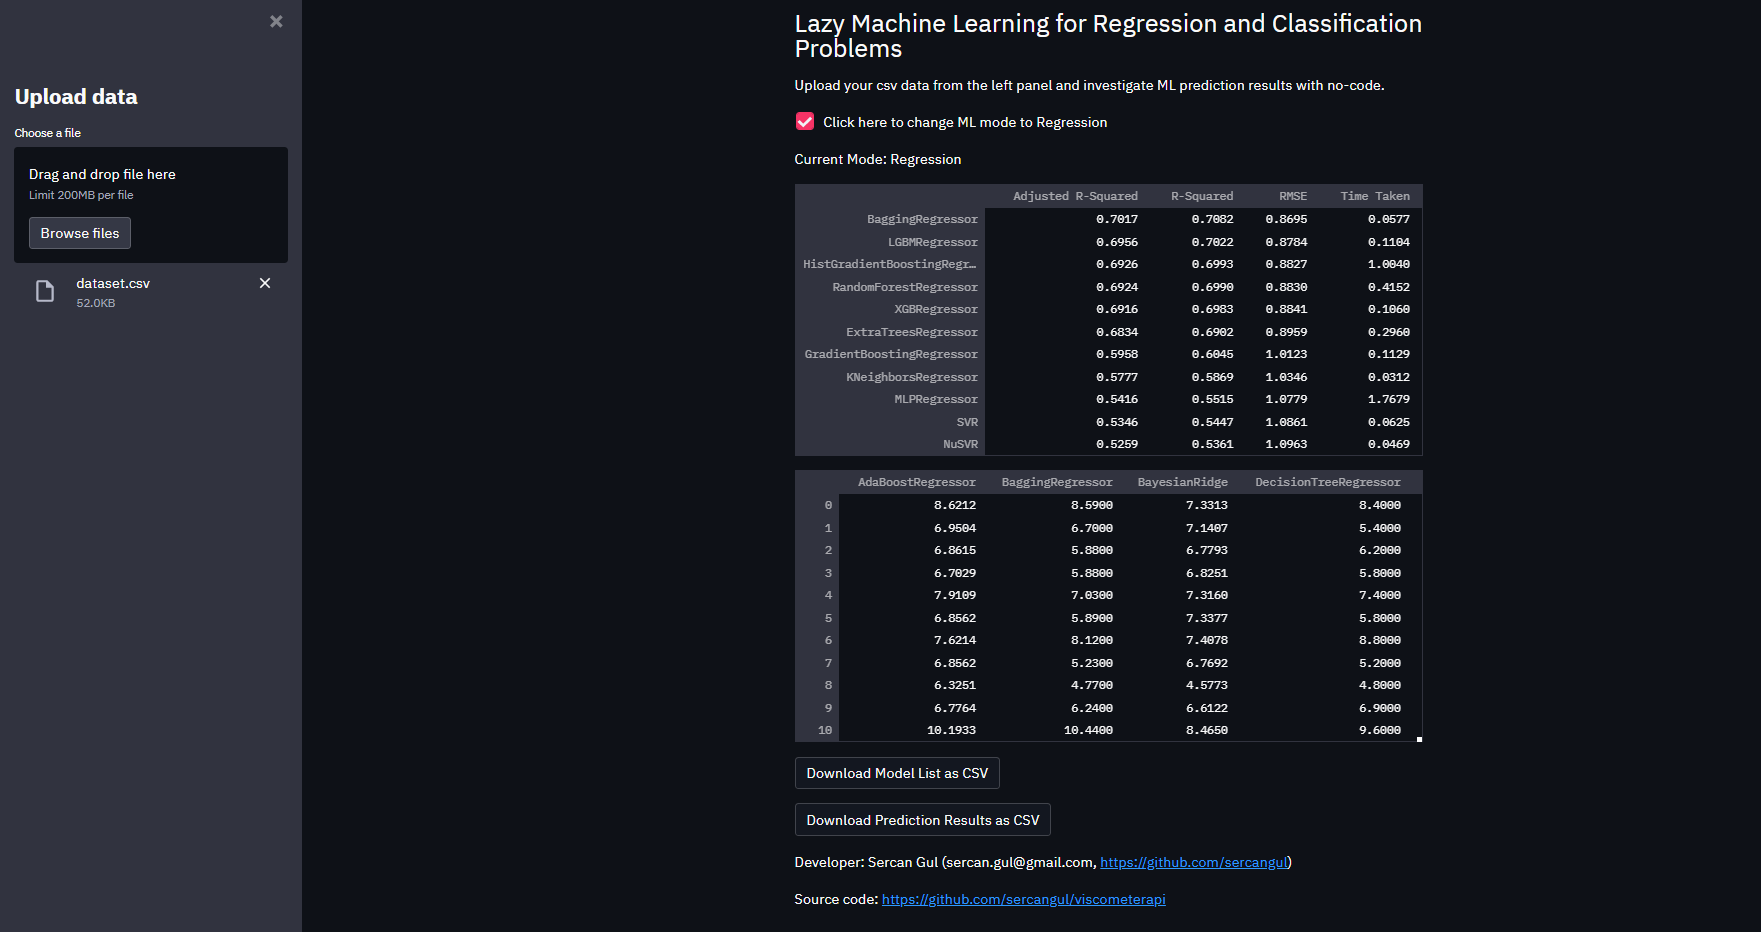 Upload data
Choose a file
Drag and drop file here
Limit 200MB per file
Browse files
dataset.csv
52.0KB
Lazy Machine Learning for Regression and Classification
Problems
Upload your csv data from the left panel and investigate ML prediction results with no-code.
Click here to change ML mode to Regression
Current Mode: Regression
Adjusted R-Squared R-Squared RMSE Time Taken
BaggingRegressor 0.7017 0.7082 0.8695 0.0577
LGBMRegressor 0.6956 0.7022 0.8784 0.1104
HistGradientBoostingRegr… 0.6926 0.6993 0.8827 1.0040
RandomForestRegressor 0.6924 0.6990 0.8830 0.4152
XGBRegressor 0.6916 0.6983 0.8841 0.1060
ExtraTreesRegressor 0.6834 0.6902 0.8959 0.2960
GradientBoostingRegressor 0.5958 0.6045 1.0123 0.1129
KNeighborsRegressor 0.5777 0.5869 1.0346 0.0312
MLPRegressor 0.5416 0.5515 1.0779 1.7679
SVR 0.5346 0.5447 1.0861 0.0625
NuSVR 0.5259 0.5361 1.0963 0.0469
AdaBoostRegressor BaggingRegressor BayesianRidge DecisionTreeRegressor
0 8.6212 8.5900 7.3313 8.4000
1 6.9504 6.7000 7.1407 5.4000
2 6.8615 5.8800 6.7793 6.2000
3 6.7029 5.8800 6.8251 5.8000
4 7.9109 7.0300 7.3160 7.4000
5 6.8562 5.8900 7.3377 5.8000
6 7.6214 8.1200 7.4078 8.8000
7 6.8562 5.2300 6.7692 5.2000
8 6.3251 4.7700 4.5773 4.8000
9 6.7764 6.2400 6.6122 6.9000
10 10.1933 10.4400 8.4650 9.6000
Download Model List as CSV
Download Prediction Results as CSV
Developer: Sercan Gul (sercan.gul@gmail.com, https://github.com/sercangul)
Source code: https://github.com/sercangul/viscometerapi